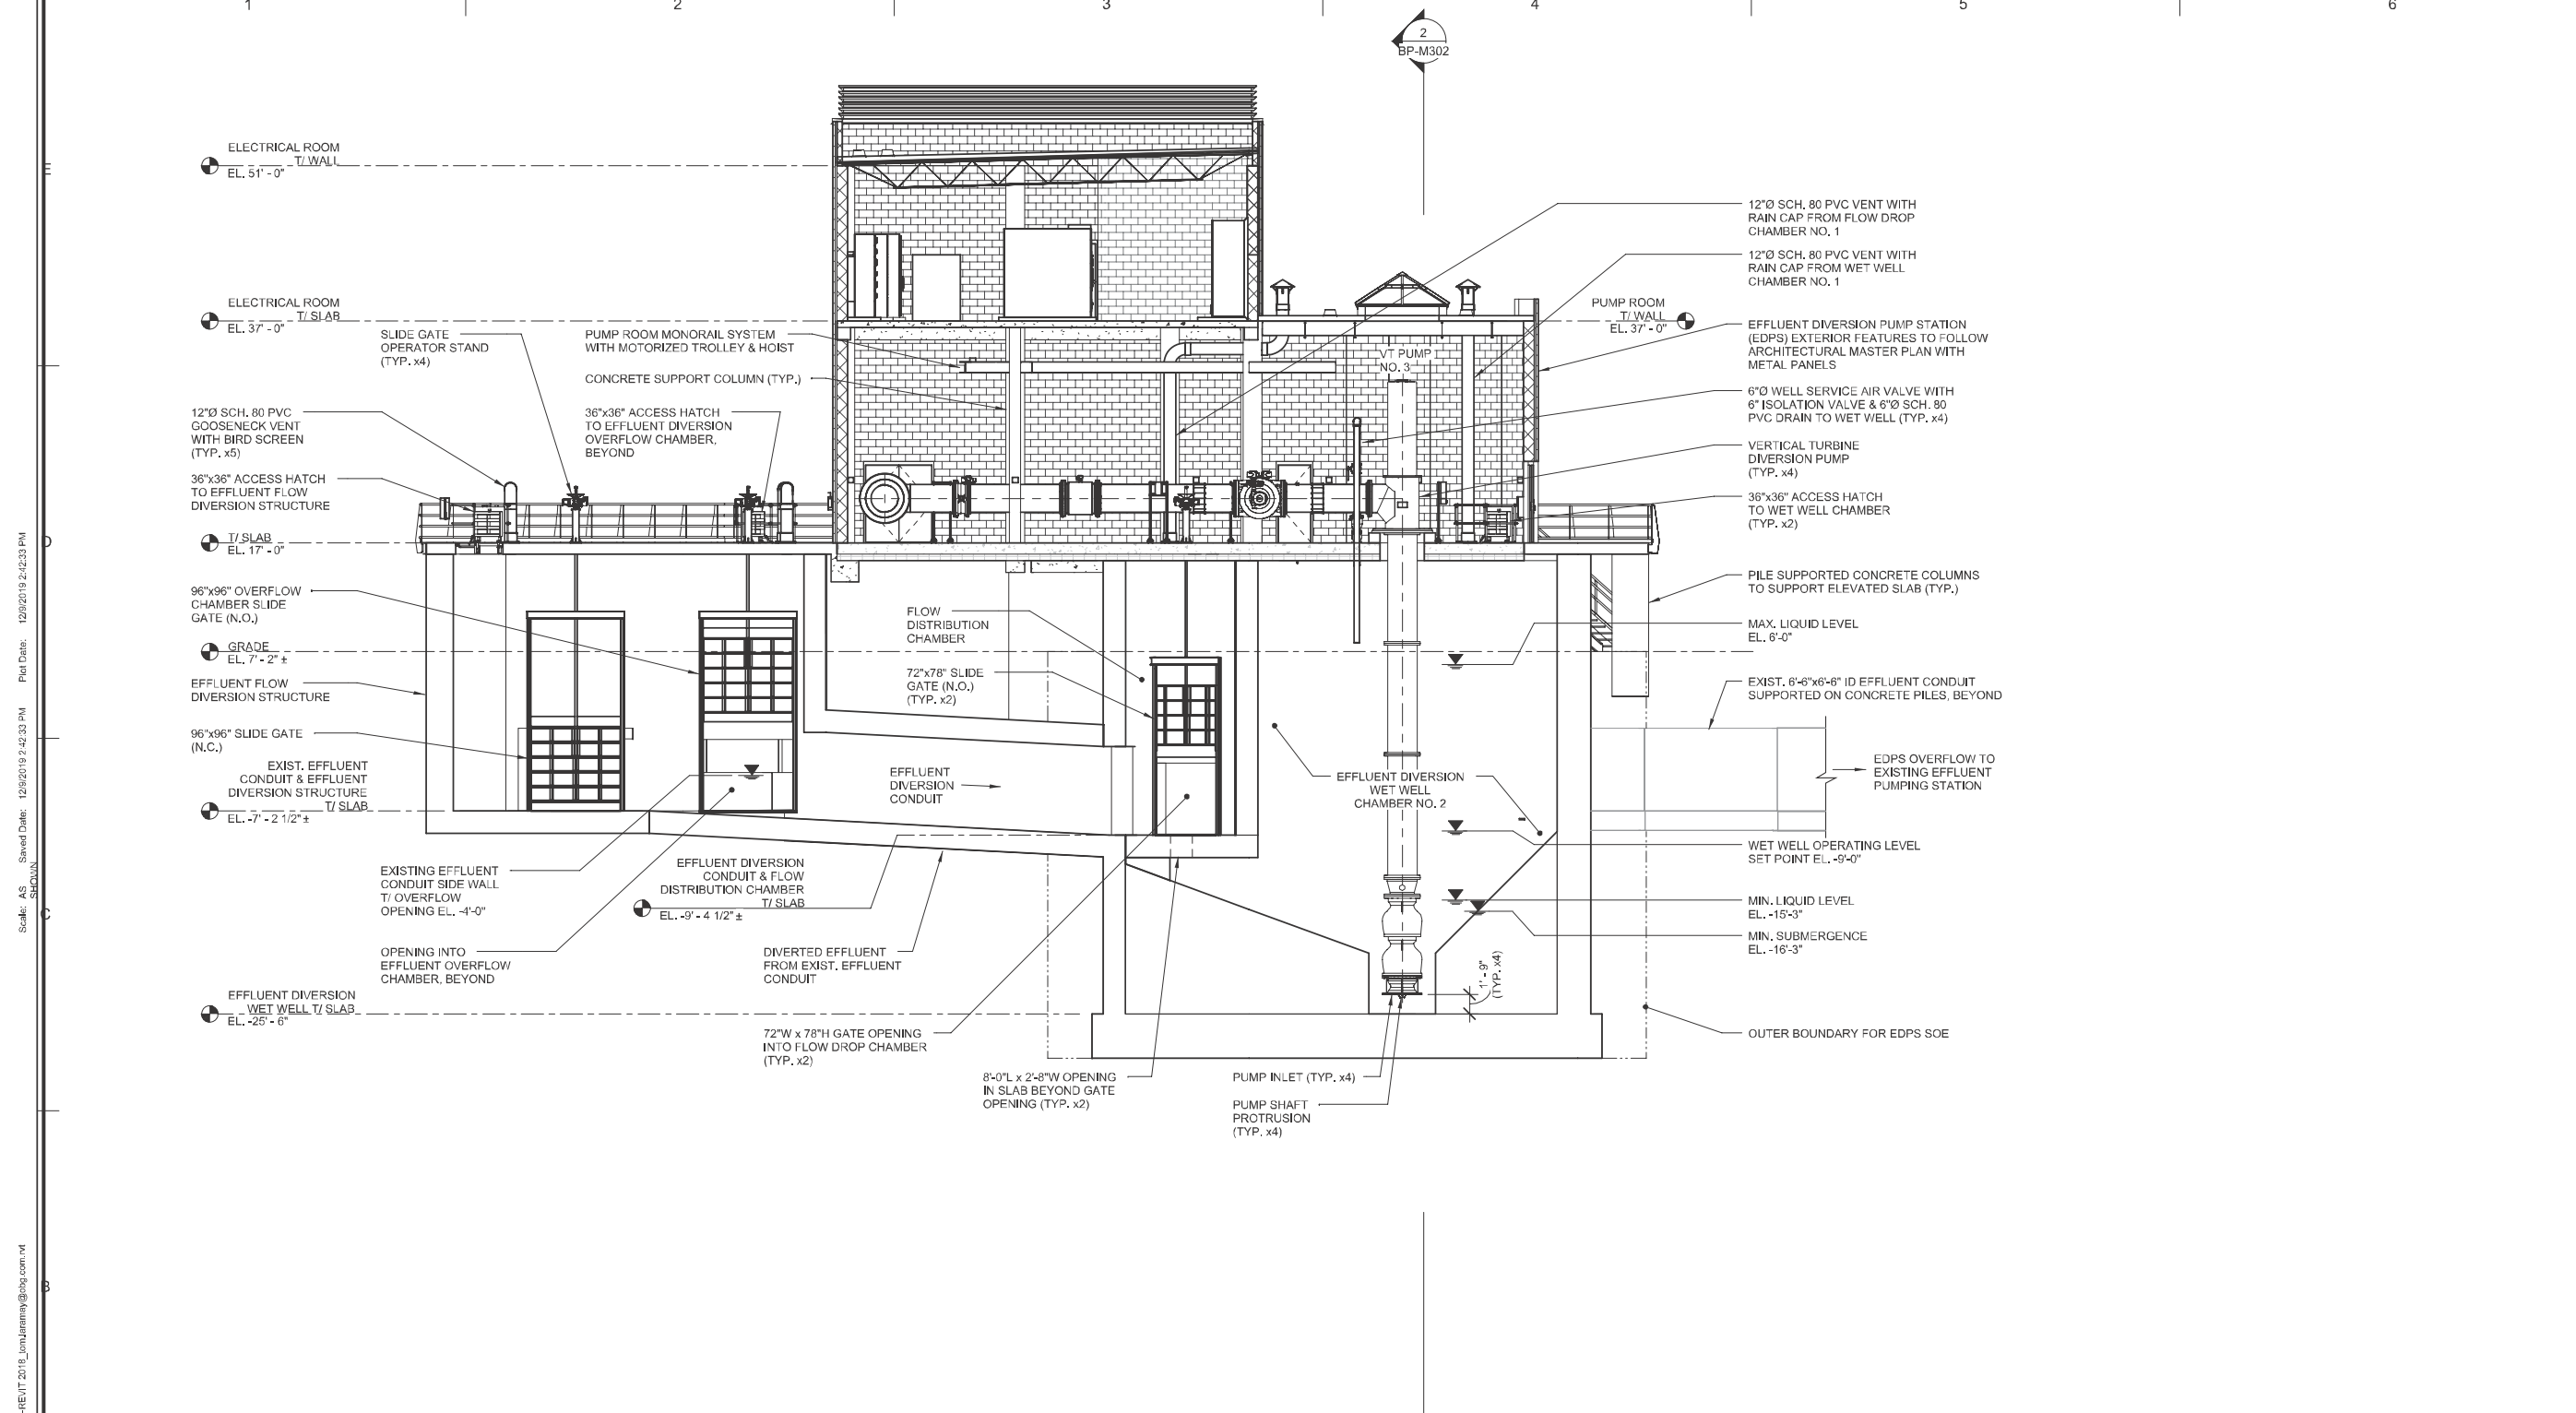 1
2
3
4
5
6
2
BP-M302
E
D
C
B
ELECTRICAL ROOM
T/ WALL
EL. 51' - 0"
ELECTRICAL ROOM
T/ SLAB
EL. 37' - 0"
SLIDE GATE
OPERATOR STAND
(TYP. x4)
PUMP ROOM MONORAIL SYSTEM
WITH MOTORIZED TROLLEY & HOIST
CONCRETE SUPPORT COLUMN (TYP.)
12"Ø SCH. 80 PVC
GOOSENECK VENT
WITH BIRD SCREEN
(TYP. x5)
36"x36" ACCESS HATCH
TO EFFLUENT DIVERSION
OVERFLOW CHAMBER,
BEYOND
36"x36" ACCESS HATCH
TO EFFLUENT FLOW
DIVERSION STRUCTURE
T/ SLAB
EL. 17' - 0"
96"x96" OVERFLOW
CHAMBER SLIDE
GATE (N.O.)
GRADE
EL. 7' - 2" ±
EFFLUENT FLOW
DIVERSION STRUCTURE
96"x96" SLIDE GATE
(N.C.)
EXIST. EFFLUENT
CONDUIT & EFFLUENT
DIVERSION STRUCTURE
T/ SLAB
EL. -7' - 2 1/2" ±
EXISTING EFFLUENT
CONDUIT SIDE WALL
T/ OVERFLOW
OPENING EL. -4'-0"
OPENING INTO
EFFLUENT OVERFLOW
CHAMBER, BEYOND
EFFLUENT DIVERSION
WET WELL T/ SLAB
EL. -25' - 6"
FLOW
DISTRIBUTION
CHAMBER
72"x78" SLIDE
GATE (N.O.)
(TYP. x2)
EFFLUENT
DIVERSION
CONDUIT
EFFLUENT DIVERSION
CONDUIT & FLOW
DISTRIBUTION CHAMBER
T/ SLAB
EL. -9' - 4 1/2" ±
DIVERTED EFFLUENT
FROM EXIST. EFFLUENT
CONDUIT
72"W x 78"H GATE OPENING
INTO FLOW DROP CHAMBER
(TYP. x2)
8'-0"L x 2'-8"W OPENING
IN SLAB BEYOND GATE
OPENING (TYP. x2)
VT PUMP
NO. 3
EFFLUENT DIVERSION
WET WELL
CHAMBER NO. 2
1' - 9"
(TYP. x4)
PUMP INLET (TYP. x4)
PUMP SHAFT
PROTRUSION
(TYP. x4)
PUMP ROOM
T/ WALL
EL. 37' - 0"
12"Ø SCH. 80 PVC VENT WITH
RAIN CAP FROM FLOW DROP
CHAMBER NO. 1
12"Ø SCH. 80 PVC VENT WITH
RAIN CAP FROM WET WELL
CHAMBER NO. 1
EFFLUENT DIVERSION PUMP STATION
(EDPS) EXTERIOR FEATURES TO FOLLOW
ARCHITECTURAL MASTER PLAN WITH
METAL PANELS
6"Ø WELL SERVICE AIR VALVE WITH
6" ISOLATION VALVE & 6"Ø SCH. 80
PVC DRAIN TO WET WELL (TYP. x4)
VERTICAL TURBINE
DIVERSION PUMP
(TYP. x4)
36"x36" ACCESS HATCH
TO WET WELL CHAMBER
(TYP. x2)
PILE SUPPORTED CONCRETE COLUMNS
TO SUPPORT ELEVATED SLAB (TYP.)
MAX. LIQUID LEVEL
EL. 6'-0"
EXIST. 6'-6"x6'-6" ID EFFLUENT CONDUIT
SUPPORTED ON CONCRETE PILES, BEYOND
EDPS OVERFLOW TO
EXISTING EFFLUENT
PUMPING STATION
WET WELL OPERATING LEVEL
SET POINT EL. -9'-0"
MIN. LIQUID LEVEL
EL. -15'-3"
MIN. SUBMERGENCE
EL. -16'-3"
OUTER BOUNDARY FOR EDPS SOE
Scale: AS SHOWN Saved Date: 12/9/2019 2:42:33 PM Plot Date: 12/9/2019 2:42:33 PM